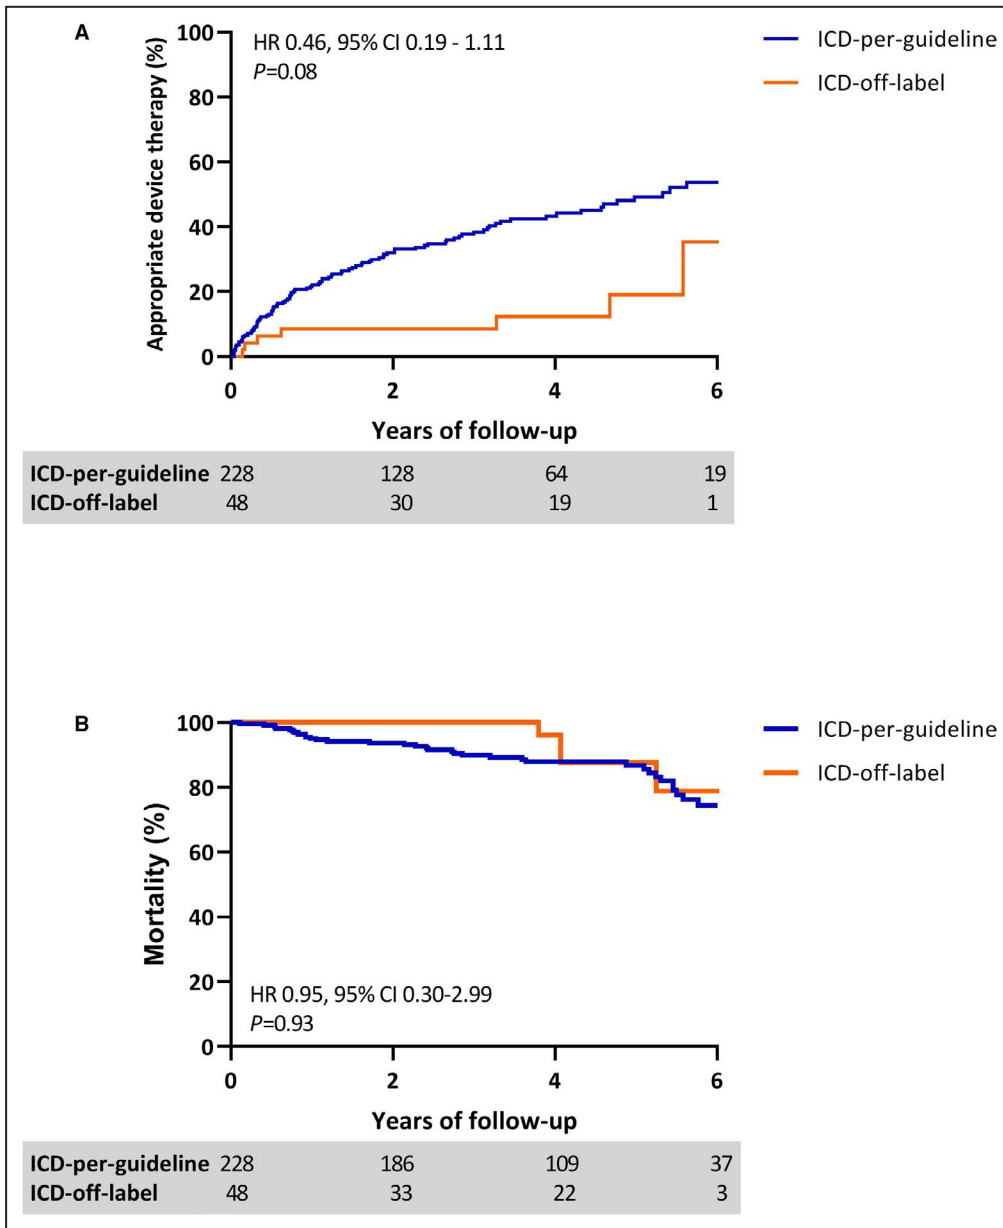 A
100
80
60
40
20
0
Appropriate device therapy (%)
HR 0.46, 95% CI 0.19 - 1.11
P=0.08
ICD-per-guideline
ICD-off-label
0 2 4 6
Years of follow-up
ICD-per-guideline 228 128 64 19
ICD-off-label 48 30 19 1
B
100
80
60
40
20
0
Mortality (%)
ICD-per-guideline
ICD-off-label
HR 0.95, 95% CI 0.30-2.99
P=0.93
0 2 4 6
Years of follow-up
ICD-per-guideline 228 186 109 37
ICD-off-label 48 33 22 3